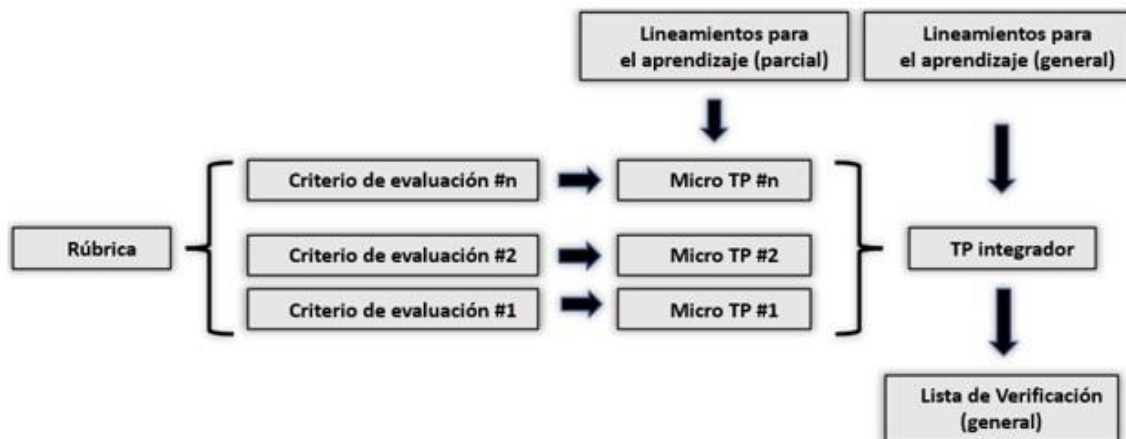 Lineamientos para
el aprendizaje (parcial)
Lineamientos para
el aprendizaje (general)
Criterio de evaluación #n
Micro TP #n
Rúbrica
Criterio de evaluación #2
Micro TP #2
TP integrador
Criterio de evaluación #1
Micro TP #1
Lista de Verificación
(general)